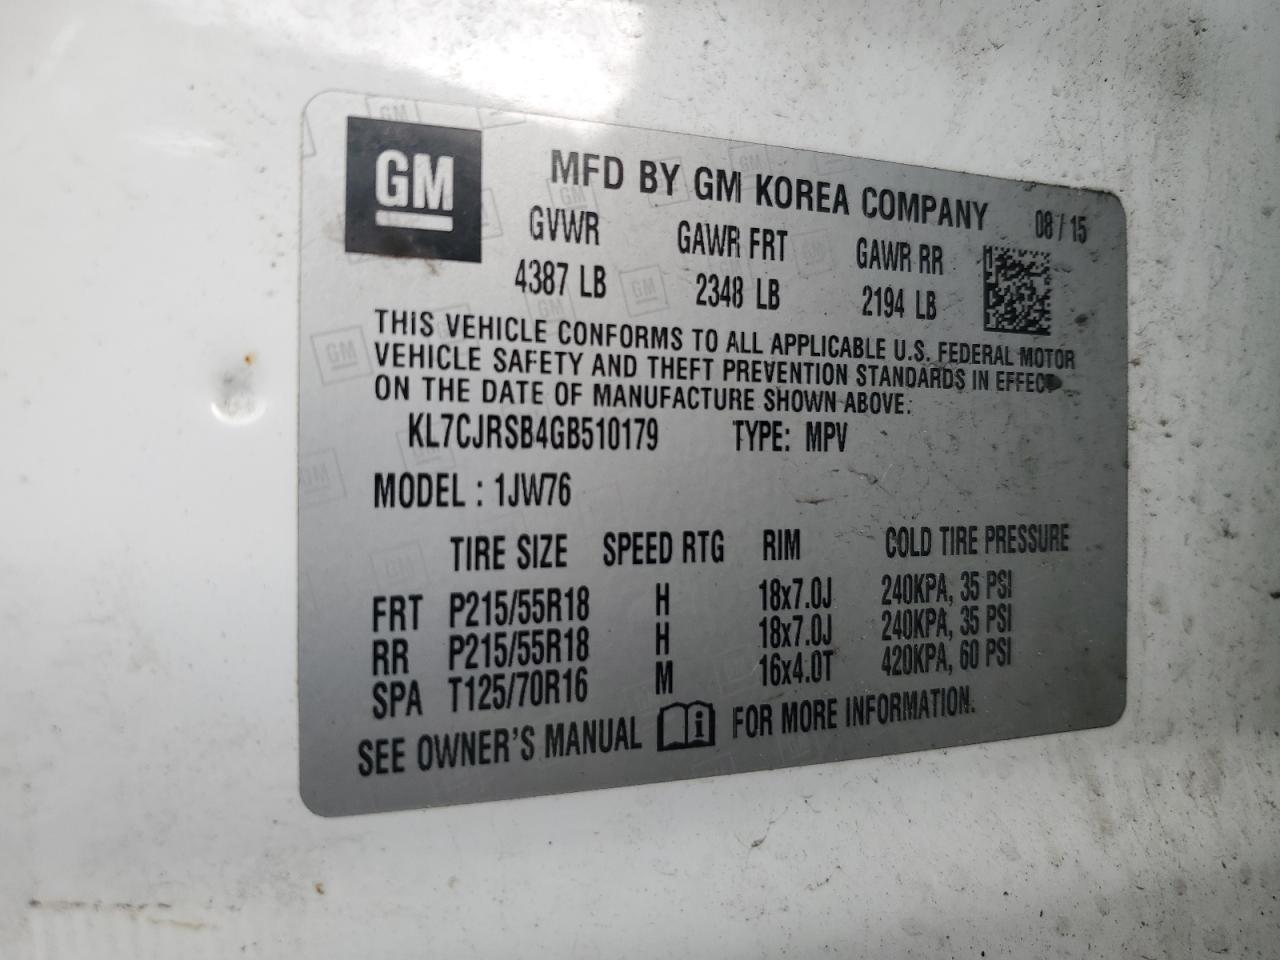 GM
MFD BY GM KOREA COMPANY 08/15
GVWR GAWR FRT GAWR RR
4387 LB 2348 LB 2194 LB
THIS VEHICLE CONFORMS TO ALL APPLICABLE U.S. FEDERAL MOTOR
VEHICLE SAFETY AND THEFT PREVENTION STANDARDS IN EFFECT
ON THE DATE OF MANUFACTURE SHOWN ABOVE:
KL7CJRSB4GB510179 TYPE: MPV
MODEL : 1JW76
TIRE SIZE SPEED RTG RIM COLD TIRE PRESSURE
FRT P215/55R18 H 18x7.0J 240KPA, 35 PSI
RR P215/55R18 H 18x7.0J 240KPA, 35 PSI
SPA T125/70R16 M 16x4.0T 420KPA, 60 PSI
SEE OWNER'S MANUAL i FOR MORE INFORMATION.